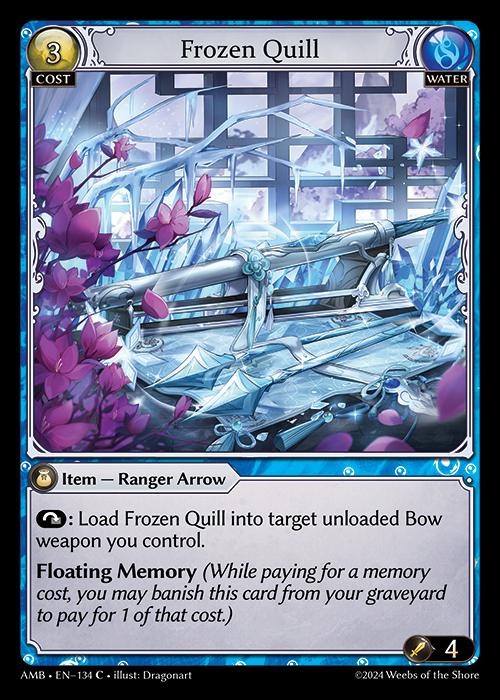 3
Frozen Quill
COST
WATER
Item — Ranger Arrow
: Load Frozen Quill into target unloaded Bow
weapon you control.
Floating Memory (While paying for a memory
cost, you may banish this card from your graveyard
to pay for 1 of that cost.)
4
AMB • EN–134 C • illust: Dragonart
©2024 Weebs of the Shore